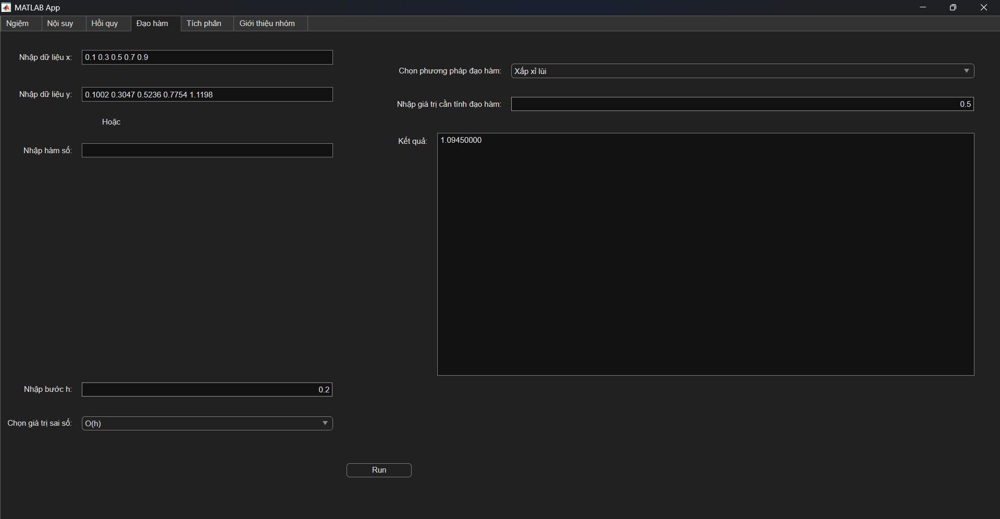 MATLAB App
Ngiệm Nội suy Hồi quy Đạo hàm Tích phân Giới thiệu nhóm
Nhập dữ liệu x: 0.1 0.3 0.5 0.7 0.9
Nhập dữ liệu y: 0.1002 0.3047 0.5236 0.7754 1.1198
Hoặc
Nhập hàm số:
Nhập bước h: 0.2
Chọn giá trị sai số: O(h)
Chọn phương pháp đạo hàm: Xấp xỉ lùi
Nhập giá trị cần tính đạo hàm: 0.5
Kết quả: 1.09450000
Run